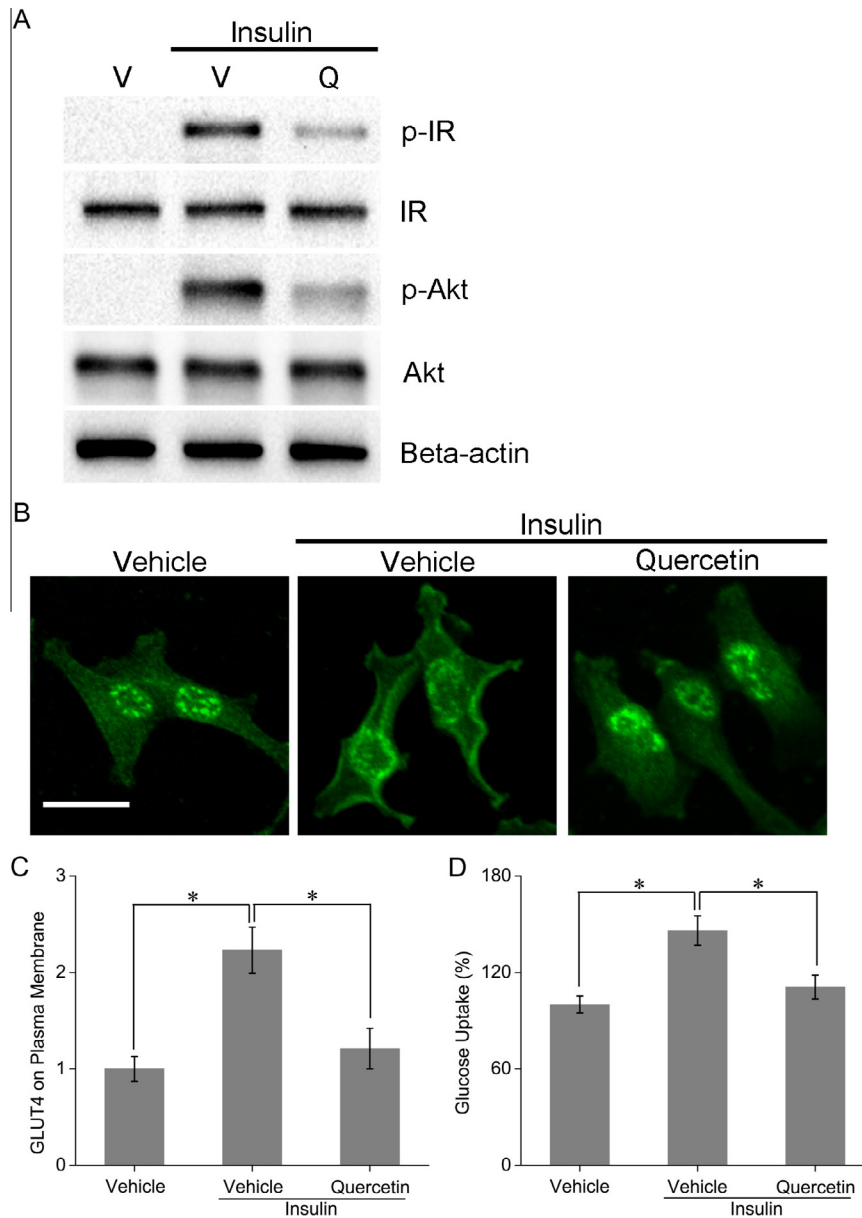 A
Insulin
V V Q
p-IR
IR
p-Akt
Akt
Beta-actin
B
Insulin
Vehicle Vehicle Quercetin
C
GLUT4 on Plasma Membrane
3
2
1
0
* *
Vehicle Vehicle Quercetin
Insulin
D
Glucose Uptake (%)
180
120
60
0
* *
Vehicle Vehicle Quercetin
Insulin